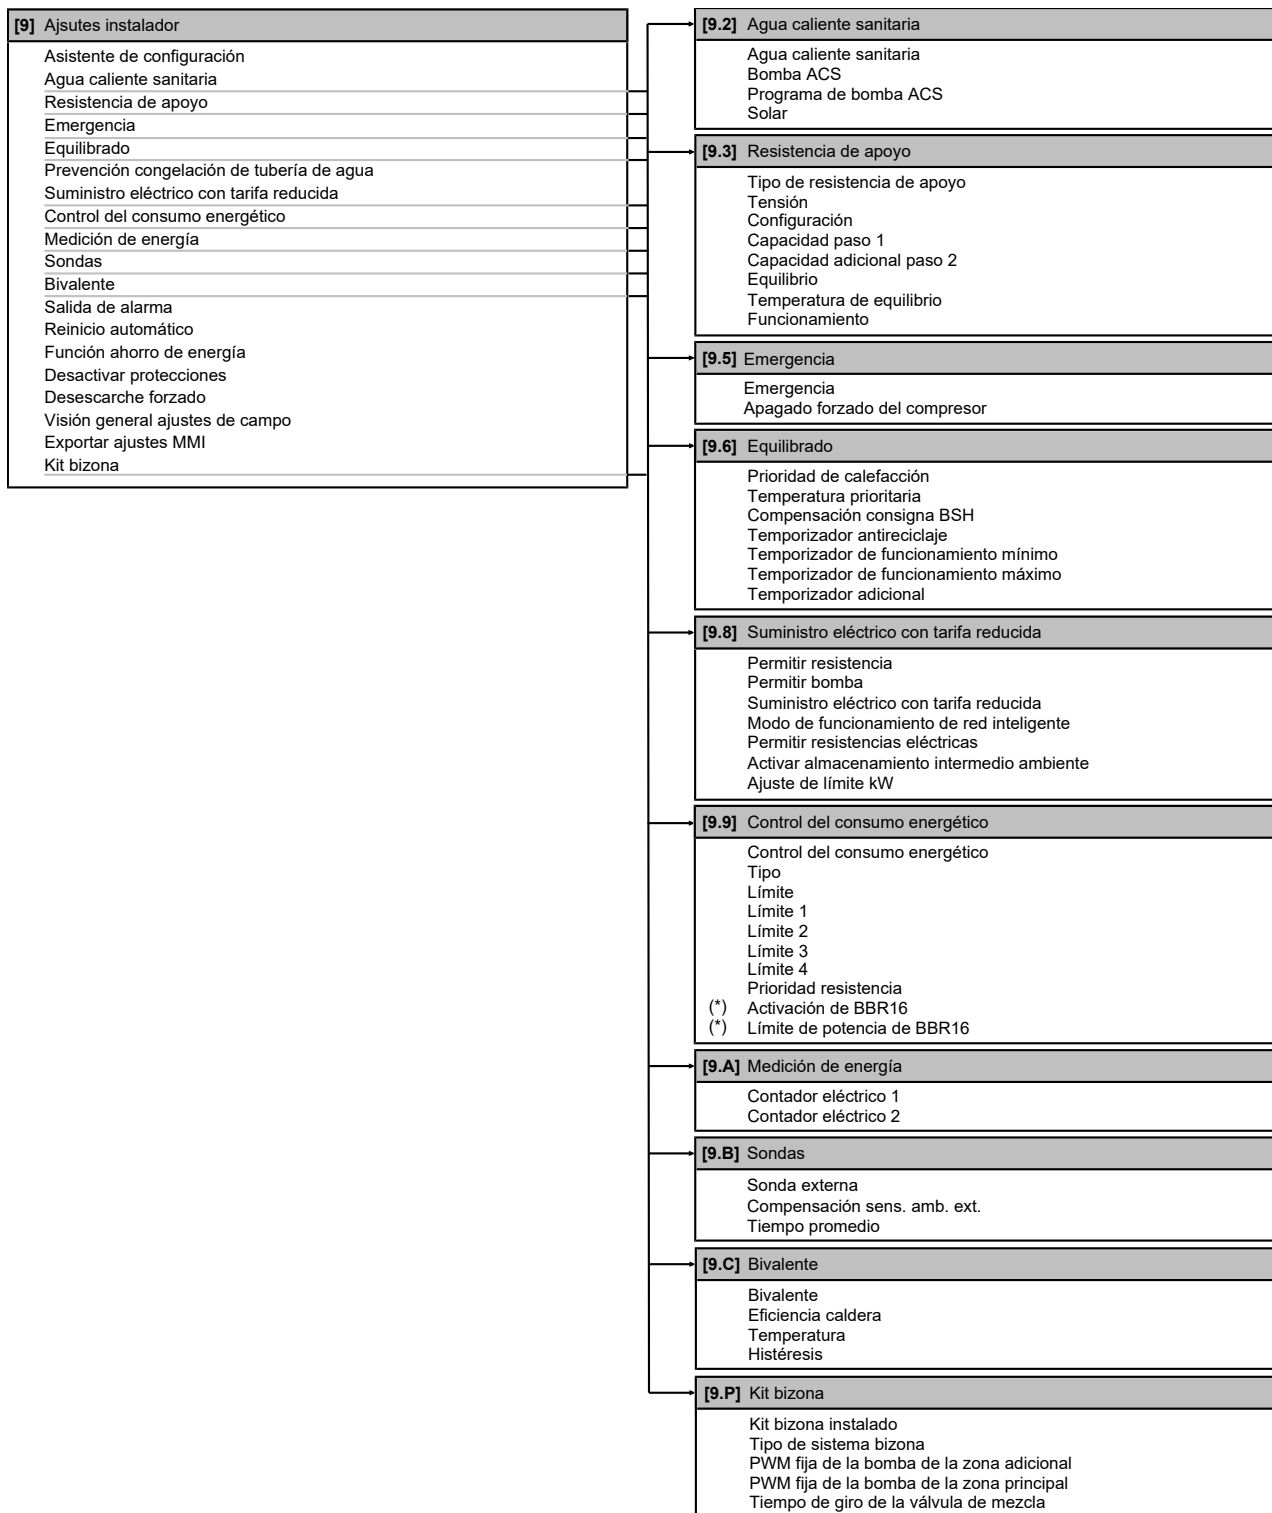 [9] Ajsutes instalador
Asistente de configuración
Agua caliente sanitaria
Resistencia de apoyo
Emergencia
Equilibrado
Prevención congelación de tubería de agua
Suministro eléctrico con tarifa reducida
Control del consumo energético
Medición de energía
Sondas
Bivalente
Salida de alarma
Reinicio automático
Función ahorro de energía
Desactivar protecciones
Desescarche forzado
Visión general ajustes de campo
Exportar ajustes MMI
Kit bizona
[9.2] Agua caliente sanitaria
Agua caliente sanitaria
Bomba ACS
Programa de bomba ACS
Solar
[9.3] Resistencia de apoyo
Tipo de resistencia de apoyo
Tensión
Configuración
Capacidad paso 1
Capacidad adicional paso 2
Equilibrio
Temperatura de equilibrio
Funcionamiento
[9.5] Emergencia
Emergencia
Apagado forzado del compresor
[9.6] Equilibrado
Prioridad de calefacción
Temperatura prioritaria
Compensación consigna BSH
Temporizador antireciclaje
Temporizador de funcionamiento mínimo
Temporizador de funcionamiento máximo
Temporizador adicional
[9.8] Suministro eléctrico con tarifa reducida
Permitir resistencia
Permitir bomba
Suministro eléctrico con tarifa reducida
Modo de funcionamiento de red inteligente
Permitir resistencias eléctricas
Activar almacenamiento intermedio ambiente
Ajuste de límite kW
[9.9] Control del consumo energético
Control del consumo energético
Tipo
Límite
Límite 1
Límite 2
Límite 3
Límite 4
Prioridad resistencia
(*) Activación de BBR16
(*) Límite de potencia de BBR16
[9.A] Medición de energía
Contador eléctrico 1
Contador eléctrico 2
[9.B] Sondas
Sonda externa
Compensación sens. amb. ext.
Tiempo promedio
[9.C] Bivalente
Bivalente
Eficiencia caldera
Temperatura
Histéresis
[9.P] Kit bizona
Kit bizona instalado
Tipo de sistema bizona
PWM fija de la bomba de la zona adicional
PWM fija de la bomba de la zona principal
Tiempo de giro de la válvula de mezcla